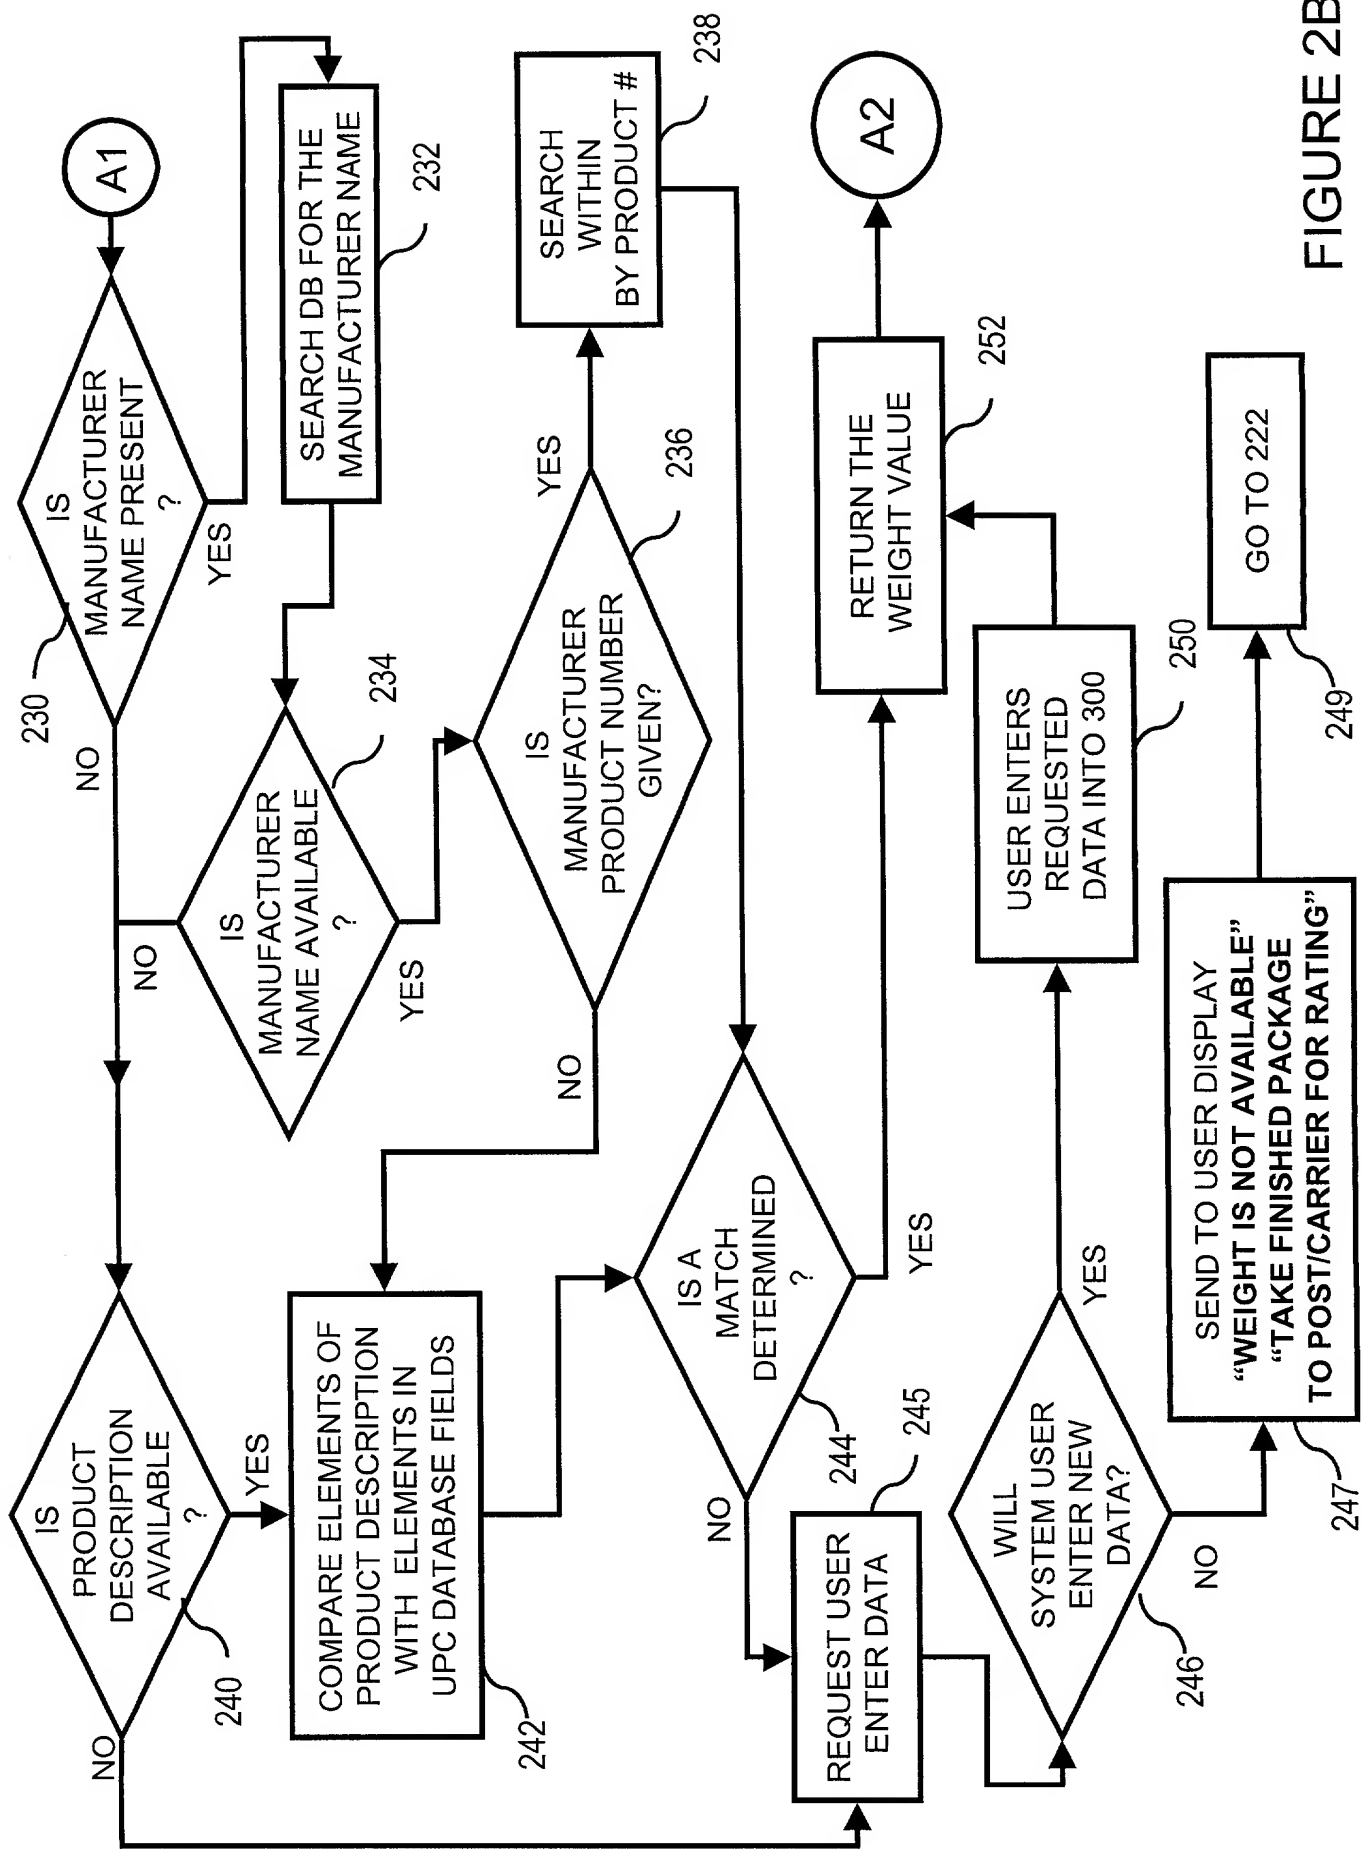 A1
IS
MANUFACTURER
NAME PRESENT
?
230
NO
YES
SEARCH DB FOR THE
MANUFACTURER NAME
232
IS
MANUFACTURER
NAME AVAILABLE
?
234
NO
YES
IS
MANUFACTURER
PRODUCT NUMBER
GIVEN?
236
YES
NO
SEARCH
WITHIN
BY PRODUCT #
238
IS
PRODUCT
DESCRIPTION
AVAILABLE
?
240
NO
YES
COMPARE ELEMENTS OF
PRODUCT DESCRIPTION
WITH ELEMENTS IN
UPC DATABASE FIELDS
242
IS A
MATCH
DETERMINED
?
244
NO
YES
REQUEST USER
ENTER DATA
245
WILL
SYSTEM USER
ENTER NEW
DATA?
246
YES
NO
USER ENTERS
REQUESTED
DATA INTO 300
250
RETURN THE
WEIGHT VALUE
252
A2
SEND TO USER DISPLAY
“WEIGHT IS NOT AVAILABLE”
“TAKE FINISHED PACKAGE
TO POST/CARRIER FOR RATING”
247
GO TO 222
249
FIGURE 2B